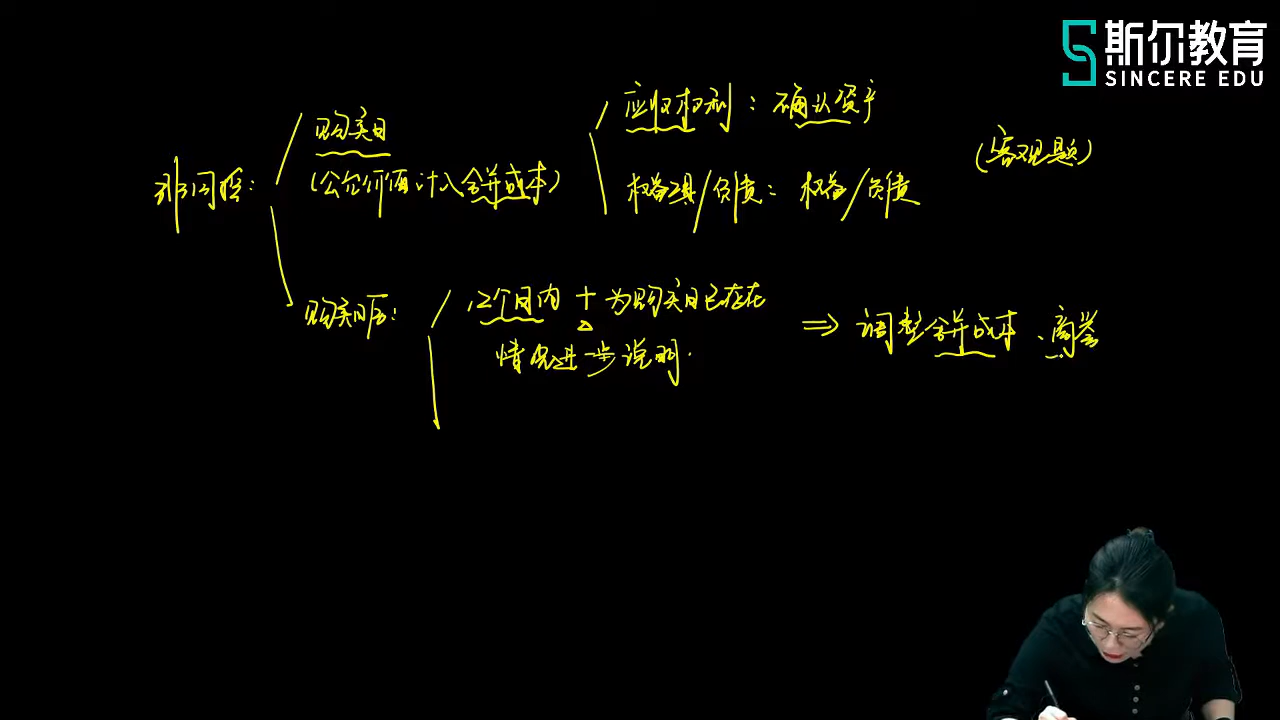 斯尔教育
SINCERE EDU
应收权利：确认资产
购买日
(客观题)
非同控：
(公允价值计入合并成本)
权益工具/负债：权益/负债
购买日后：
12个月内 + 为购买日已存在
情况进一步说明.
⇒ 调整合并成本、商誉